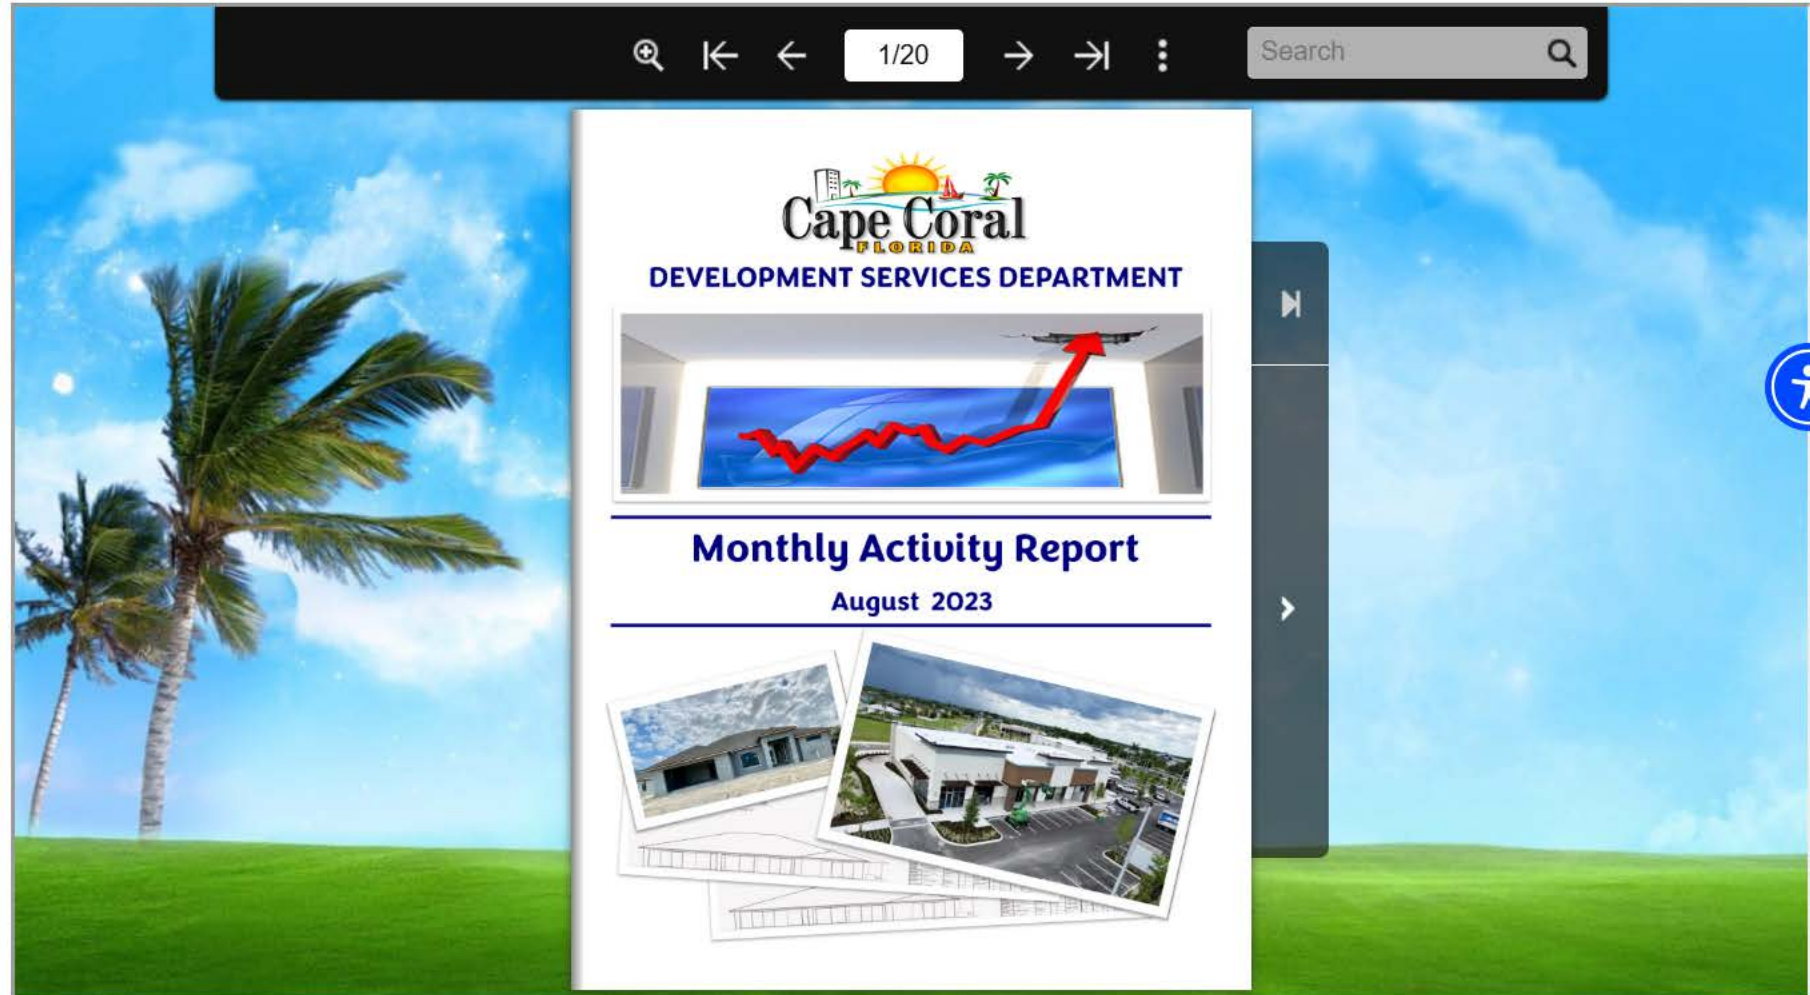 1/20
Search
Cape Coral
FLORIDA
DEVELOPMENT SERVICES DEPARTMENT
Monthly Activity Report
August 2023